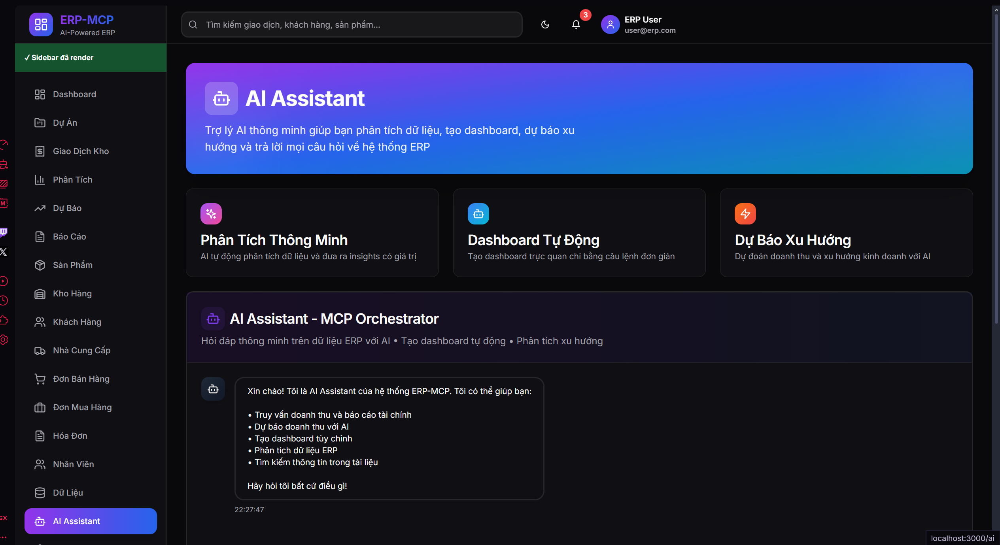 ERP-MCP
AI-Powered ERP
✓ Sidebar đã render
Dashboard
Dự Án
Giao Dịch Kho
Phân Tích
Dự Báo
Báo Cáo
Sản Phẩm
Kho Hàng
Khách Hàng
Nhà Cung Cấp
Đơn Bán Hàng
Đơn Mua Hàng
Hóa Đơn
Nhân Viên
Dữ Liệu
AI Assistant
Tìm kiếm giao dịch, khách hàng, sản phẩm...
3
ERP User
user@erp.com
AI Assistant
Trợ lý AI thông minh giúp bạn phân tích dữ liệu, tạo dashboard, dự báo xu
hướng và trả lời mọi câu hỏi về hệ thống ERP
Phân Tích Thông Minh
AI tự động phân tích dữ liệu và đưa ra insights có giá trị
Dashboard Tự Động
Tạo dashboard trực quan chỉ bằng câu lệnh đơn giản
Dự Báo Xu Hướng
Dự đoán doanh thu và xu hướng kinh doanh với AI
AI Assistant - MCP Orchestrator
Hỏi đáp thông minh trên dữ liệu ERP với AI • Tạo dashboard tự động • Phân tích xu hướng
Xin chào! Tôi là AI Assistant của hệ thống ERP-MCP. Tôi có thể giúp bạn:
• Truy vấn doanh thu và báo cáo tài chính
• Dự báo doanh thu với AI
• Tạo dashboard tùy chỉnh
• Phân tích dữ liệu ERP
• Tìm kiếm thông tin trong tài liệu
Hãy hỏi tôi bất cứ điều gì!
22:27:47
localhost:3000/ai